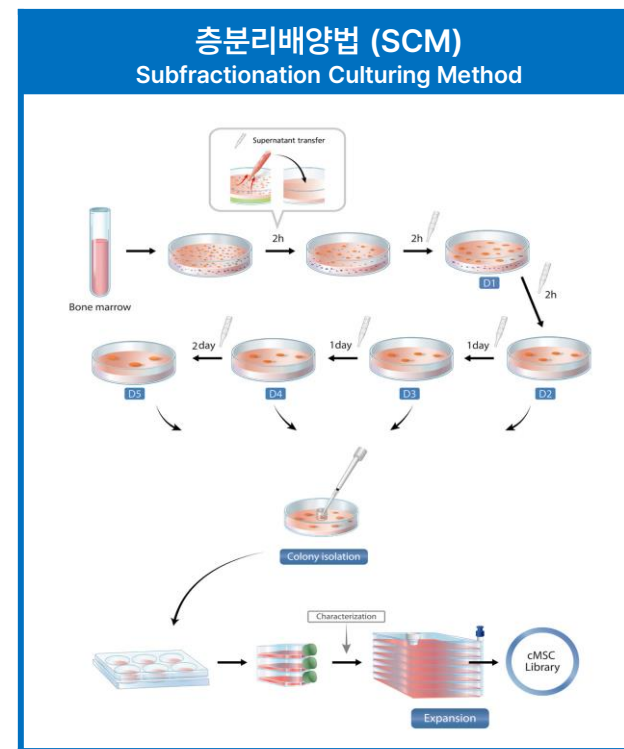 층분리배양법 (SCM)
Subfractionation Culturing Method
Supernatant transfer
Bone marrow
2h
2h
D1
2h
2day
1day
1day
D5
D4
D3
D2
Colony isolation
Characterization
Expansion
cMSC
Library